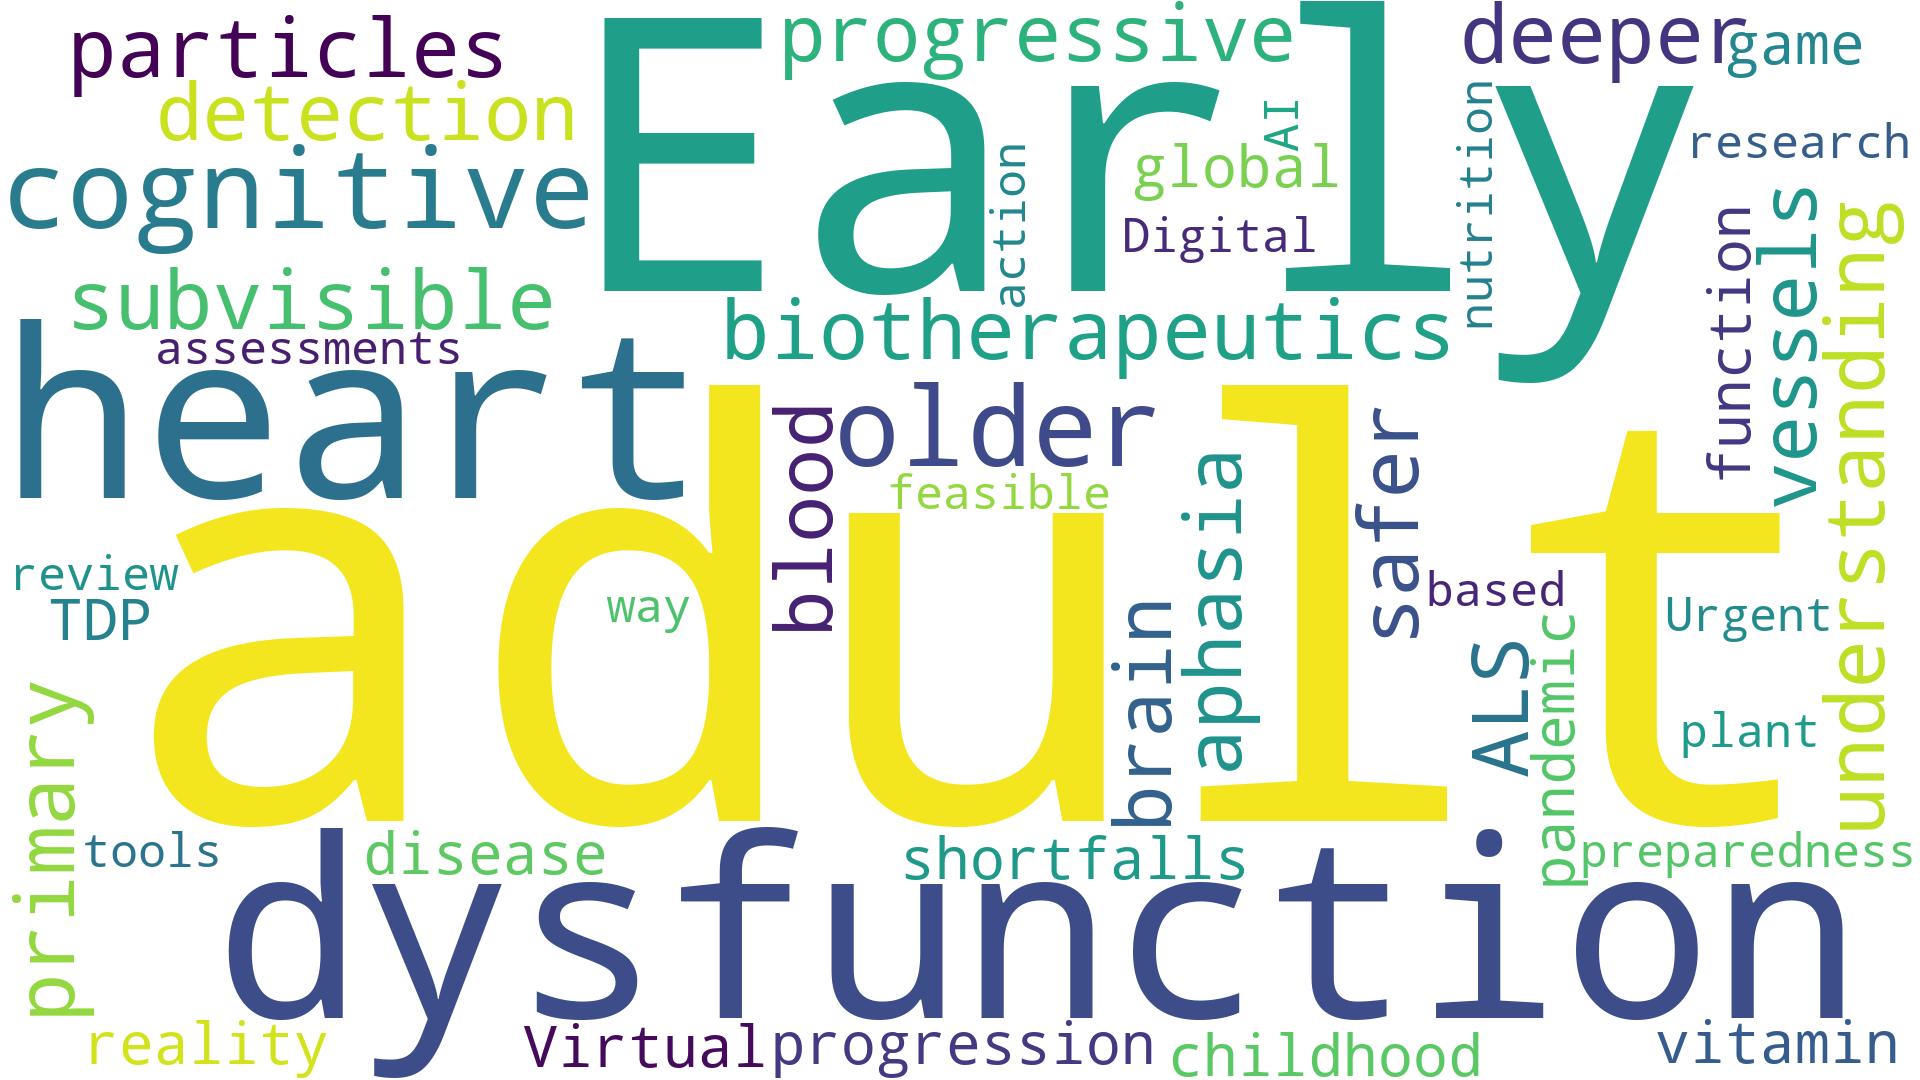 particles
progressive
deeper
game
detection
Early
AI
nutrition
research
cognitive
action
global
Digital
function
vessels
understanding
subvisible
assessments
biotherapeutics
heart
blood
older
feasible
aphasia
safer
adult
review
TDP
way
brain
based
ALS
pandemic
Urgent
plant
primary
tools
disease
shortfalls
preparedness
dysfunction
reality
Virtual
progression
childhood
vitamin